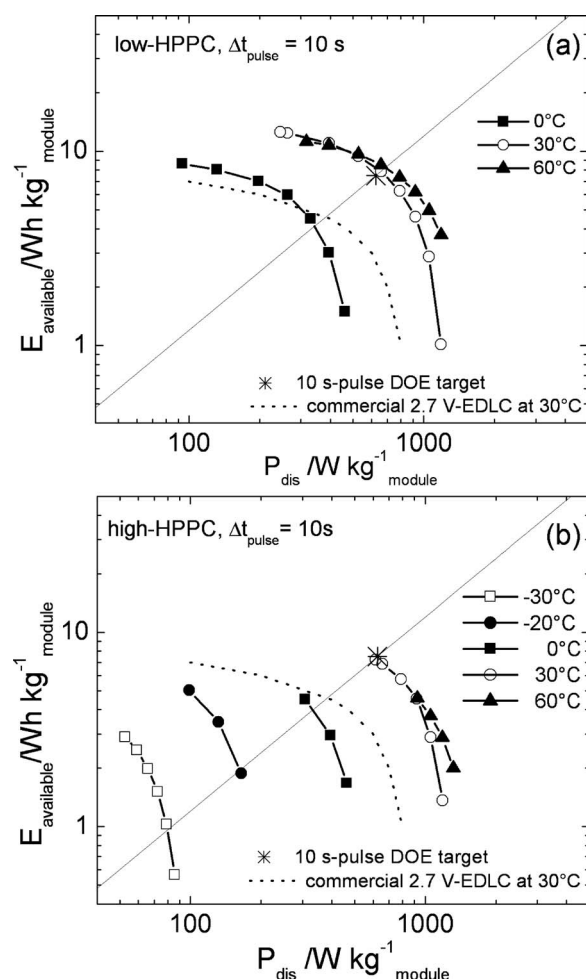 low-HPPC, Δt_pulse = 10 s
(a)
0°C
30°C
60°C
10
1
E_available /Wh kg⁻¹_module
10 s-pulse DOE target
commercial 2.7 V-EDLC at 30°C
100
1000
P_dis /W kg⁻¹_module
high-HPPC, Δt_pulse = 10s
(b)
-30°C
-20°C
0°C
30°C
60°C
10
1
E_available /Wh kg⁻¹_module
10 s-pulse DOE target
commercial 2.7 V-EDLC at 30°C
100
1000
P_dis /W kg⁻¹_module